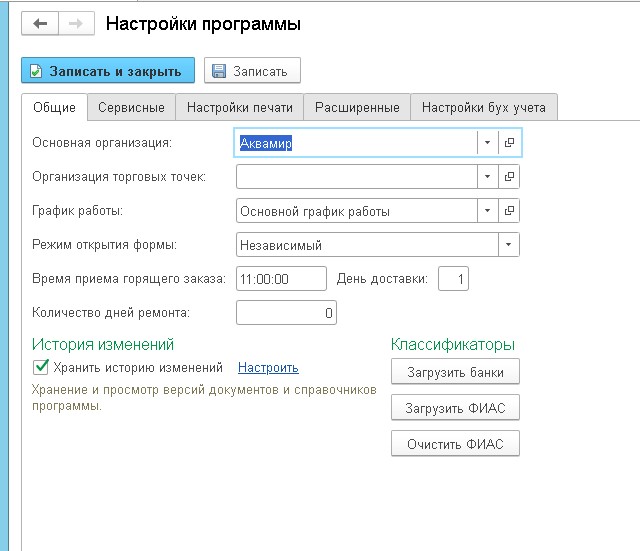 Настройки программы
Записать и закрыть Записать
Общие Сервисные Настройки печати Расширенные Настройки бух учета
Основная организация: Аквамир
Организация торговых точек:
График работы: Основной график работы
Режим открытия формы: Независимый
Время приема горящего заказа: 11:00:00 День доставки: 1
Количество дней ремонта: 0
История изменений Классификаторы
Хранить историю изменений Настроить Загрузить банки
Хранение и просмотр версий документов и справочников
программы.
Загрузить ФИАС
Очистить ФИАС